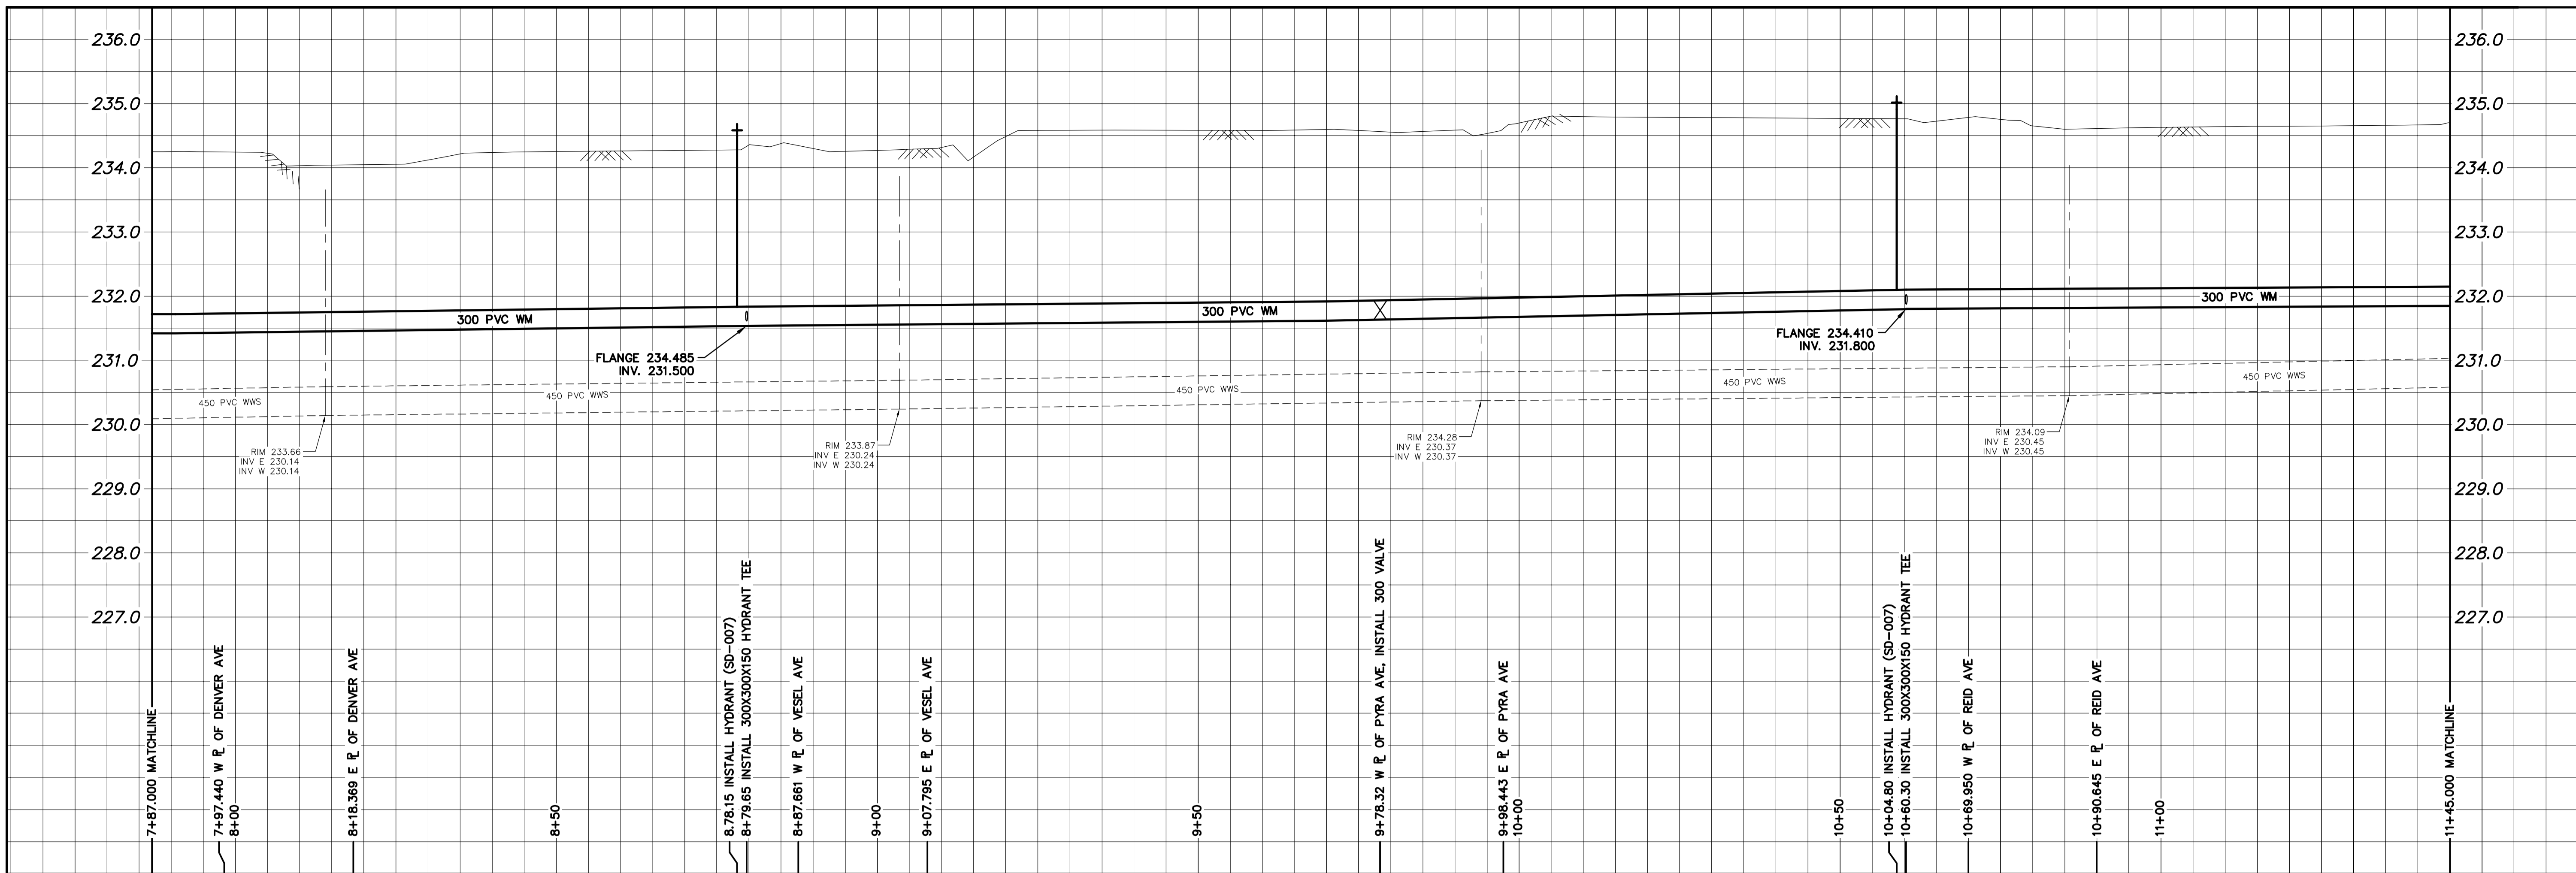 236.0
236.0
235.0
235.0
234.0
234.0
233.0
233.0
232.0
232.0
300 PVC WM
300 PVC WM
300 PVC WM
FLANGE 234.485
INV. 231.500
FLANGE 234.410
INV. 231.800
231.0
231.0
450 PVC WWS
450 PVC WWS
450 PVC WWS
450 PVC WWS
450 PVC WWS
230.0
230.0
RIM 233.66
INV E 230.14
INV W 230.14
RIM 233.87
INV E 230.24
INV W 230.24
RIM 234.28
INV E 230.37
INV W 230.37
RIM 234.09
INV E 230.45
INV W 230.45
229.0
229.0
228.0
228.0
227.0
227.0
7+87.000 MATCHLINE
7+97.440 W PL OF DENVER AVE
8+00
8+18.369 E PL OF DENVER AVE
8+50
8.78.15 INSTALL HYDRANT (SD-007)
8+79.65 INSTALL 300X300X150 HYDRANT TEE
8+87.661 W PL OF VESSEL AVE
9+00
9+07.795 E PL OF VESSEL AVE
9+50
9+78.32 W PL OF PYRA AVE, INSTALL 300 VALVE
9+98.443 E PL OF PYRA AVE
10+00
10+50
10+04.80 INSTALL HYDRANT (SD-007)
10+60.30 INSTALL 300X300X150 HYDRANT TEE
10+69.950 W PL OF REID AVE
10+90.645 E PL OF REID AVE
11+00
11+45.000 MATCHLINE